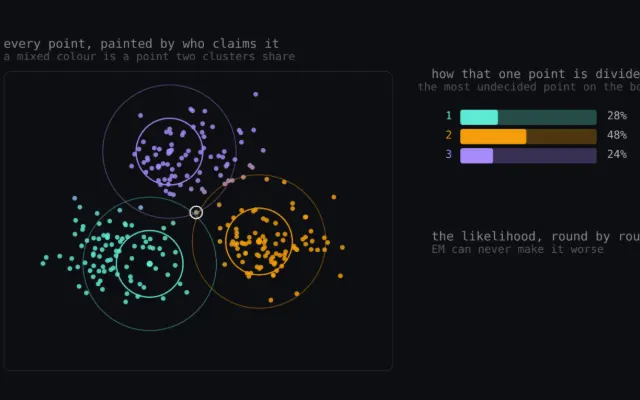 every point, painted by who claims it
a mixed colour is a point two clusters share
how that one point is divide
the most undecided point on the bo
1 28%
2 48%
3 24%
the likelihood, round by rou
EM can never make it worse